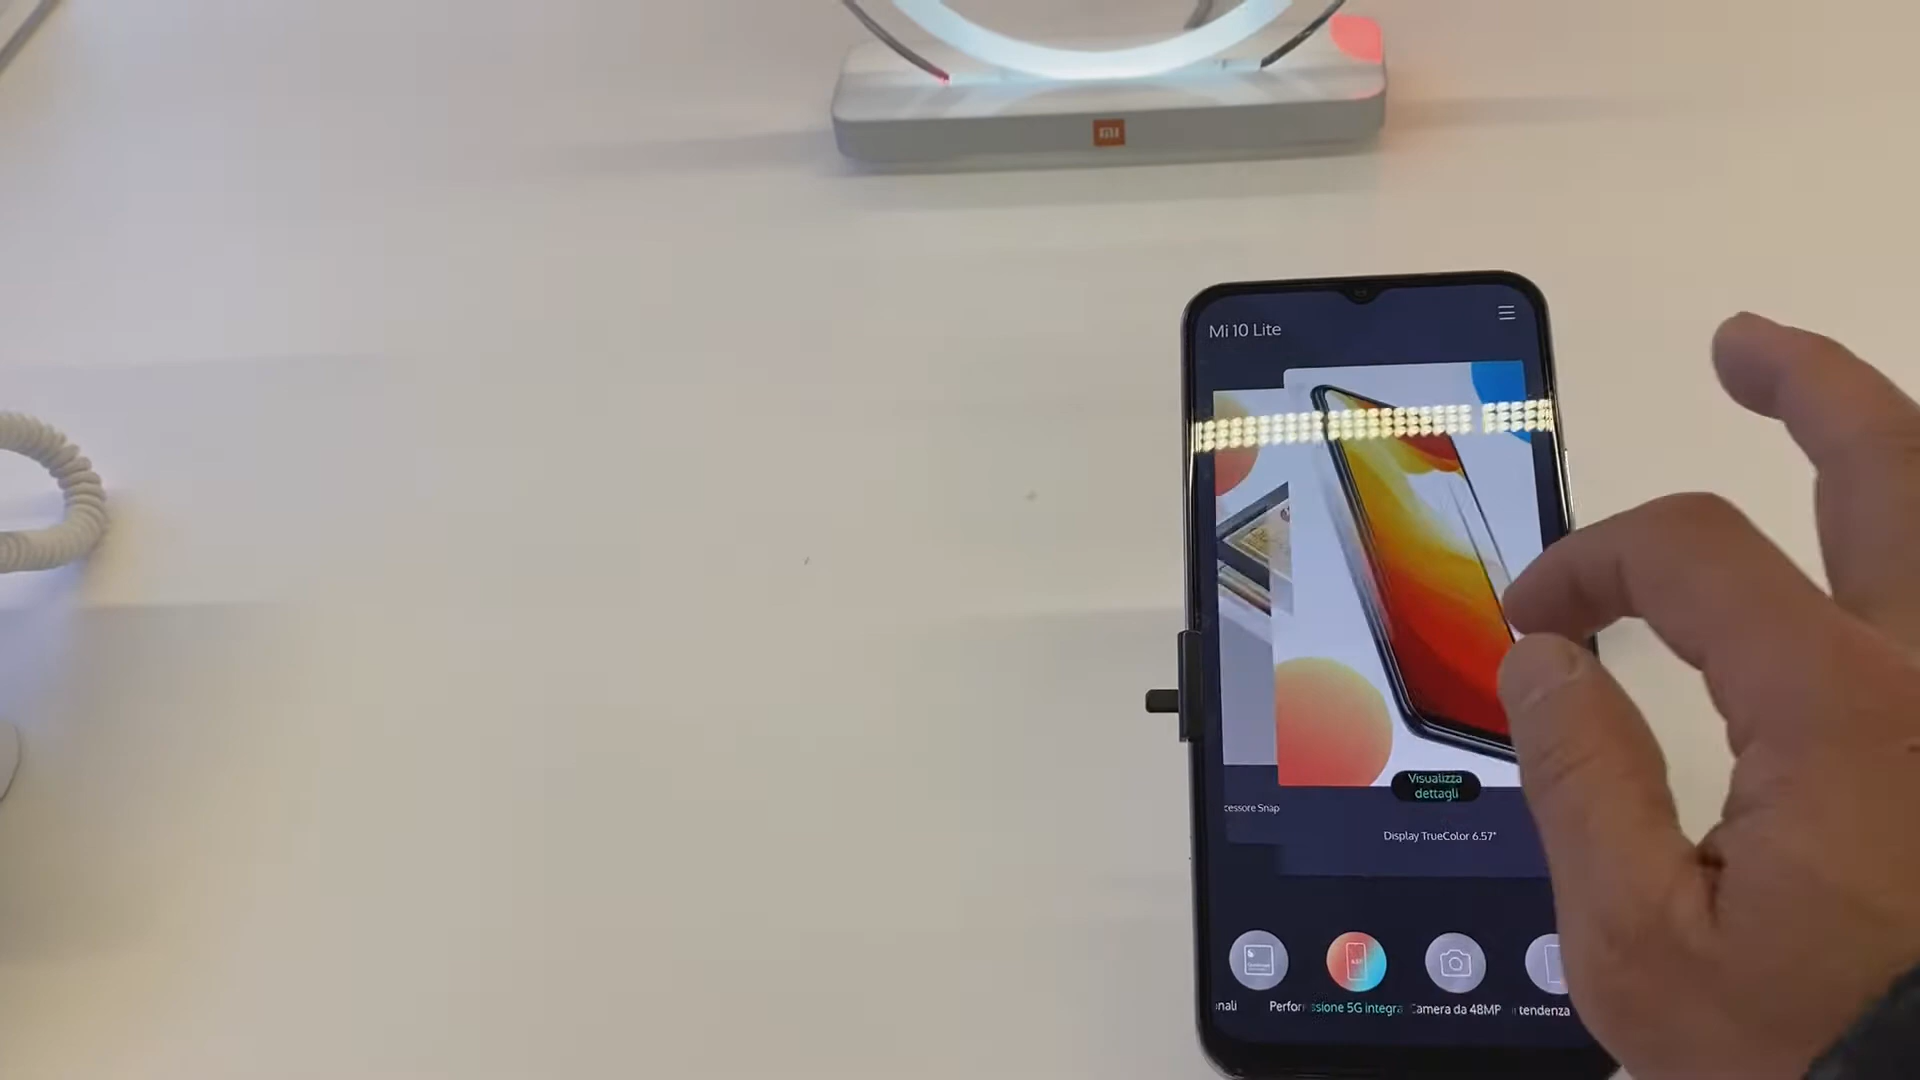 mi
Mi 10 Lite
Visualizza
dettagli
cessore Snap
Display TrueColor 6.57"
nali
Perfor
ssione 5G integra
Camera da 48MP
tendenza